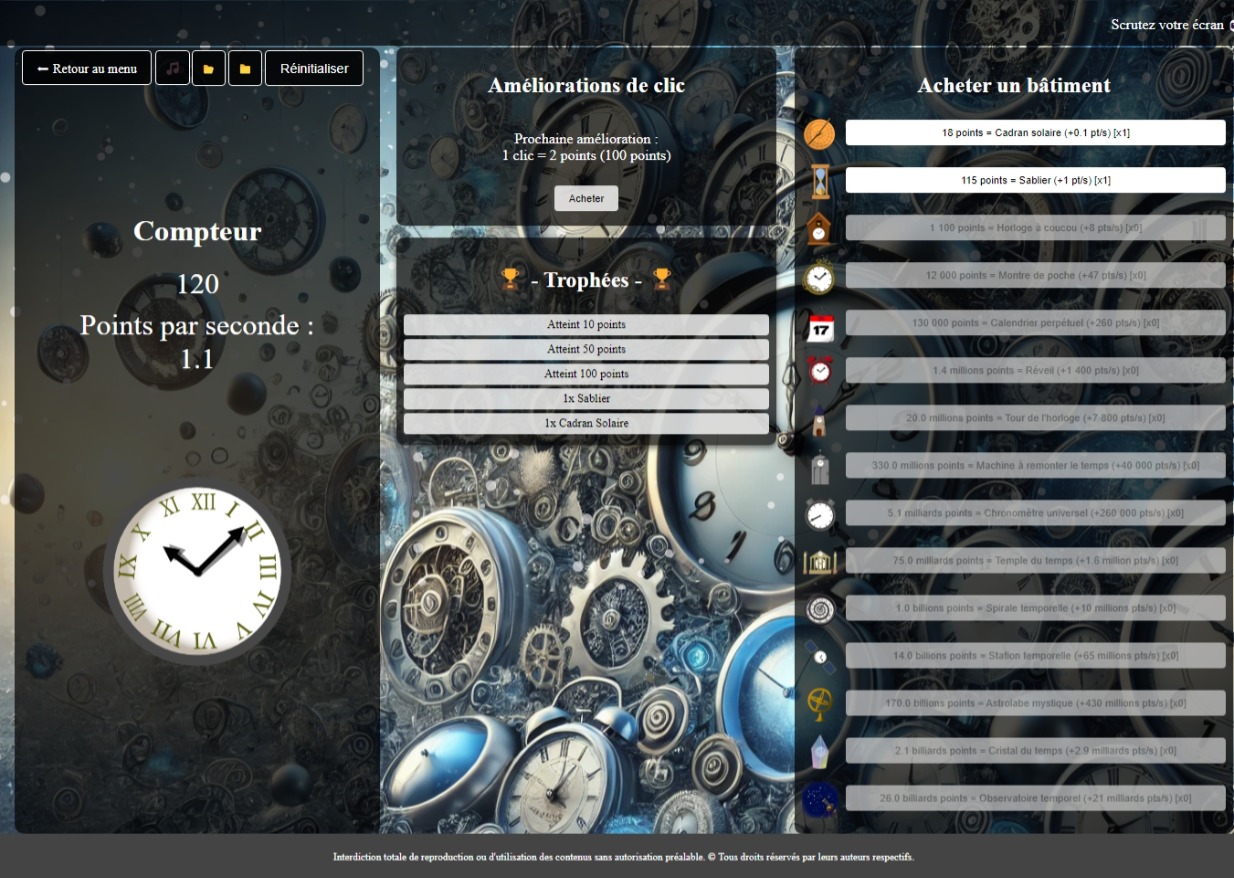 Scrutez votre écran
Retour au menu
Réinitialiser
Compteur
120
Points par seconde :
1.1
XII
I
II
III
IV
V
VI
VII
VIII
IX
X
XI
Améliorations de clic
Prochaine amélioration :
1 clic = 2 points (100 points)
Acheter
- Trophées -
Atteint 10 points
Atteint 50 points
Atteint 100 points
1x Sablier
1x Cadran Solaire
Acheter un bâtiment
18 points = Cadran solaire (+0.1 pt/s) [x1]
115 points = Sablier (+1 pt/s) [x1]
1 100 points = Horloge à coucou (+8 pts/s) [x0]
12 000 points = Montre de poche (+47 pts/s) [x0]
17
130 000 points = Calendrier perpétuel (+260 pts/s) [x0]
1.4 millions points = Réveil (+1 400 pts/s) [x0]
20.0 millions points = Tour de l'horloge (+7 800 pts/s) [x0]
330.0 millions points = Machine à remonter le temps (+40 000 pts/s) [x0]
5.1 milliards points = Chronomètre universel (+260 000 pts/s) [x0]
75.0 milliards points = Temple du temps (+1.6 million pts/s) [x0]
1.0 billions points = Spirale temporelle (+10 millions pts/s) [x0]
14.0 billions points = Station temporelle (+65 millions pts/s) [x0]
170.0 billions points = Astrolabe mystique (+430 millions pts/s) [x0]
2.1 billiards points = Cristal du temps (+2.9 milliards pts/s) [x0]
26.0 billiards points = Observatoire temporel (+21 milliards pts/s) [x0]
Interdiction totale de reproduction ou d'utilisation des contenus sans autorisation préalable. © Tous droits réservés par leurs auteurs respectifs.